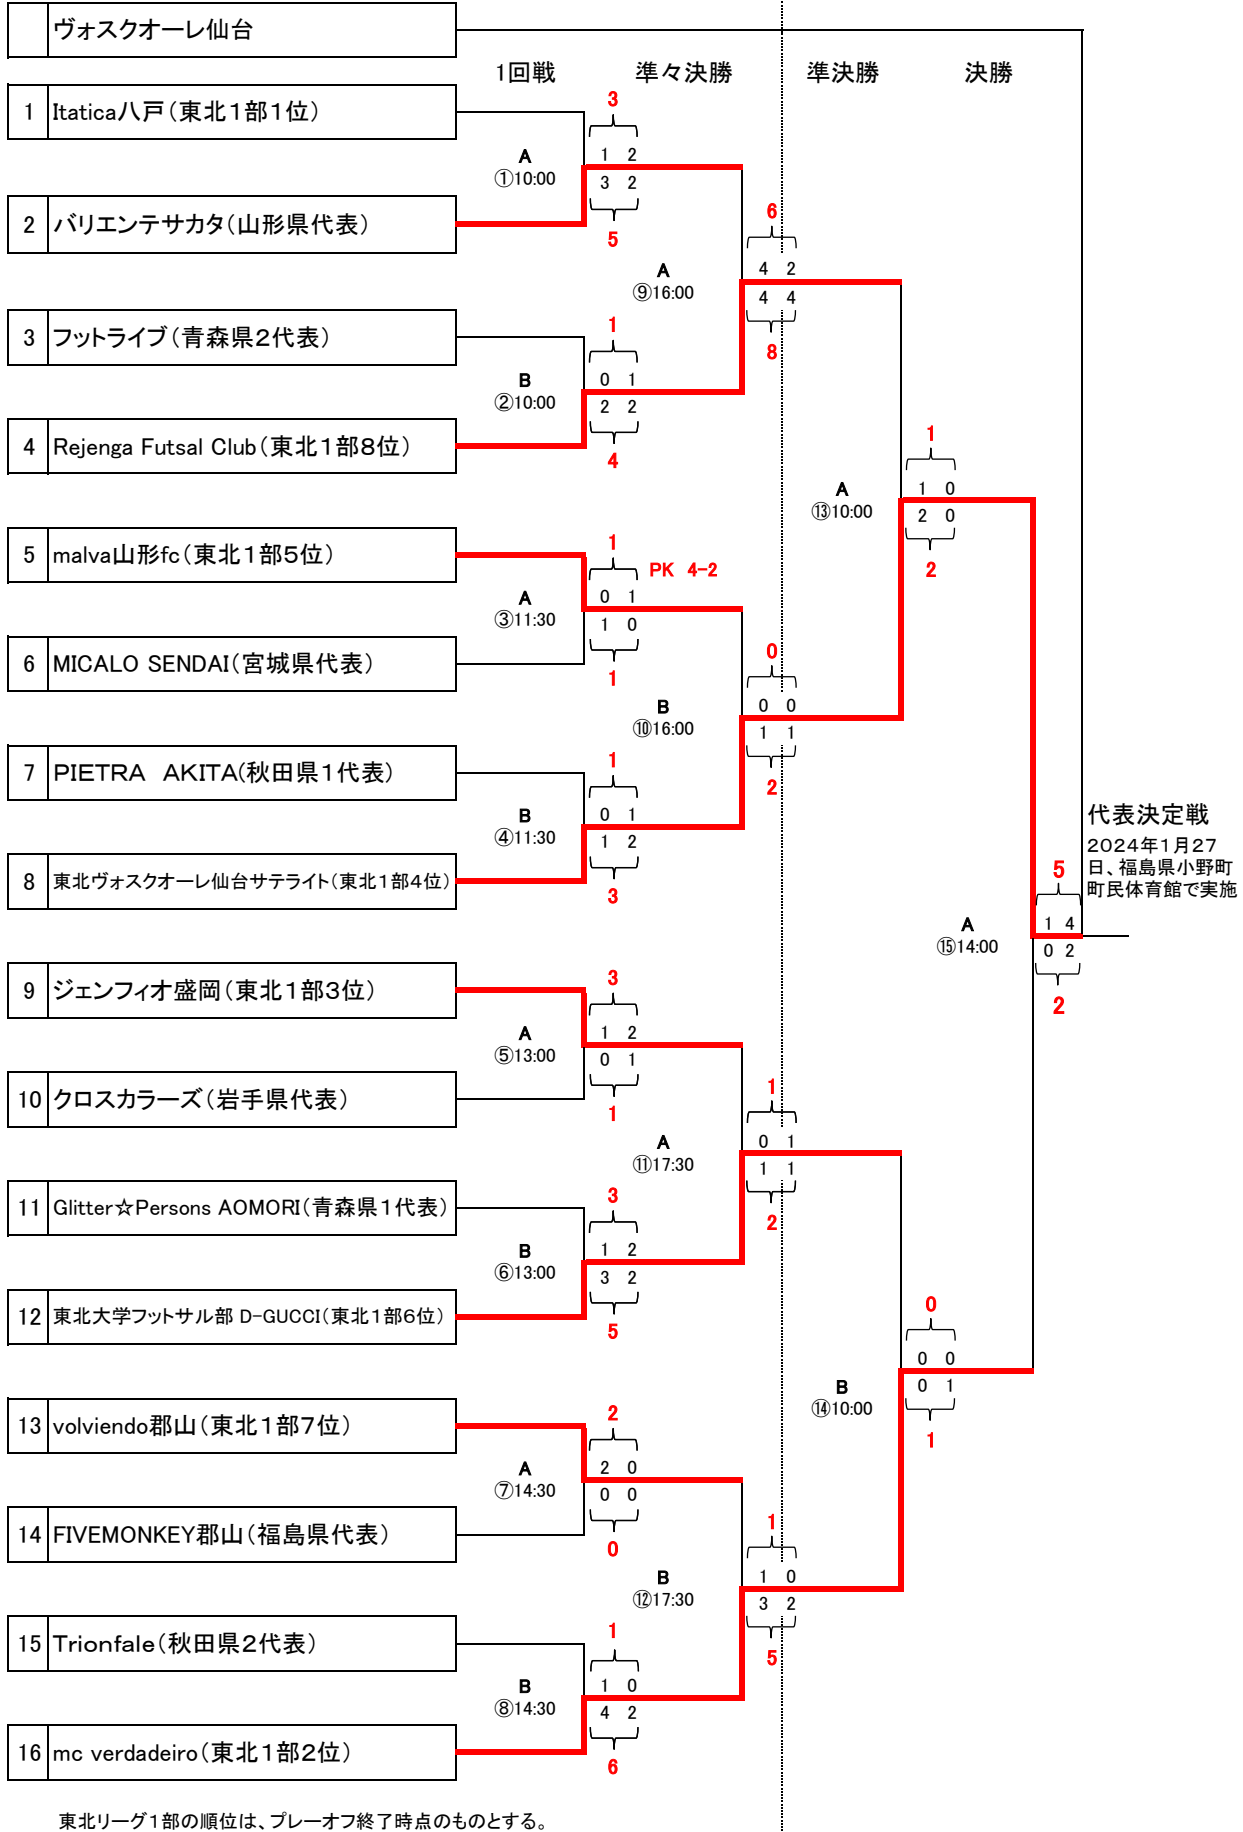 ヴォスクオーレ仙台
1回戦 準々決勝 準決勝 決勝
1 Itatica八戸（東北1部1位）
3
1 2
A
①10:00
3 2
5
2 バリエンテサカタ（山形県代表）
6
4 2
A
⑨16:00
4 4
8
3 フットライブ（青森県2代表）
1
0 1
B
②10:00
2 2
4
4 Rejenga Futsal Club（東北1部8位）
1
1 0
A
⑬10:00
2 0
2
5 malva山形fc（東北1部5位）
1
PK 4-2
0 1
A
③11:30
1 0
1
6 MICALO SENDAI（宮城県代表）
0
0 0
B
⑩16:00
1 1
2
7 PIETRA AKITA(秋田県1代表）
1
0 1
B
④11:30
1 2
3
8 東北ヴォスクオーレ仙台サテライト（東北1部4位）
代表決定戦
2024年1月27
日、福島県小野町
町民体育館で実施
5
1 4
A
⑮14:00
0 2
2
9 ジェンフィオ盛岡（東北1部3位）
3
1 2
A
⑤13:00
0 1
1
10 クロスカラーズ（岩手県代表）
1
0 1
A
⑪17:30
1 1
2
11 Glitter☆Persons AOMORI（青森県1代表）
3
1 2
B
⑥13:00
3 2
5
12 東北大学フットサル部 D-GUCCI（東北1部6位）
0
0 0
B
⑭10:00
0 1
1
13 volviendo郡山（東北1部7位）
2
2 0
A
⑦14:30
0 0
0
14 FIVEMONKEY郡山（福島県代表）
1
1 0
B
⑫17:30
3 2
5
15 Trionfale（秋田県2代表）
1
1 0
B
⑧14:30
4 2
6
16 mc verdadeiro（東北1部2位）
東北リーグ1部の順位は、プレーオフ終了時点のものとする。